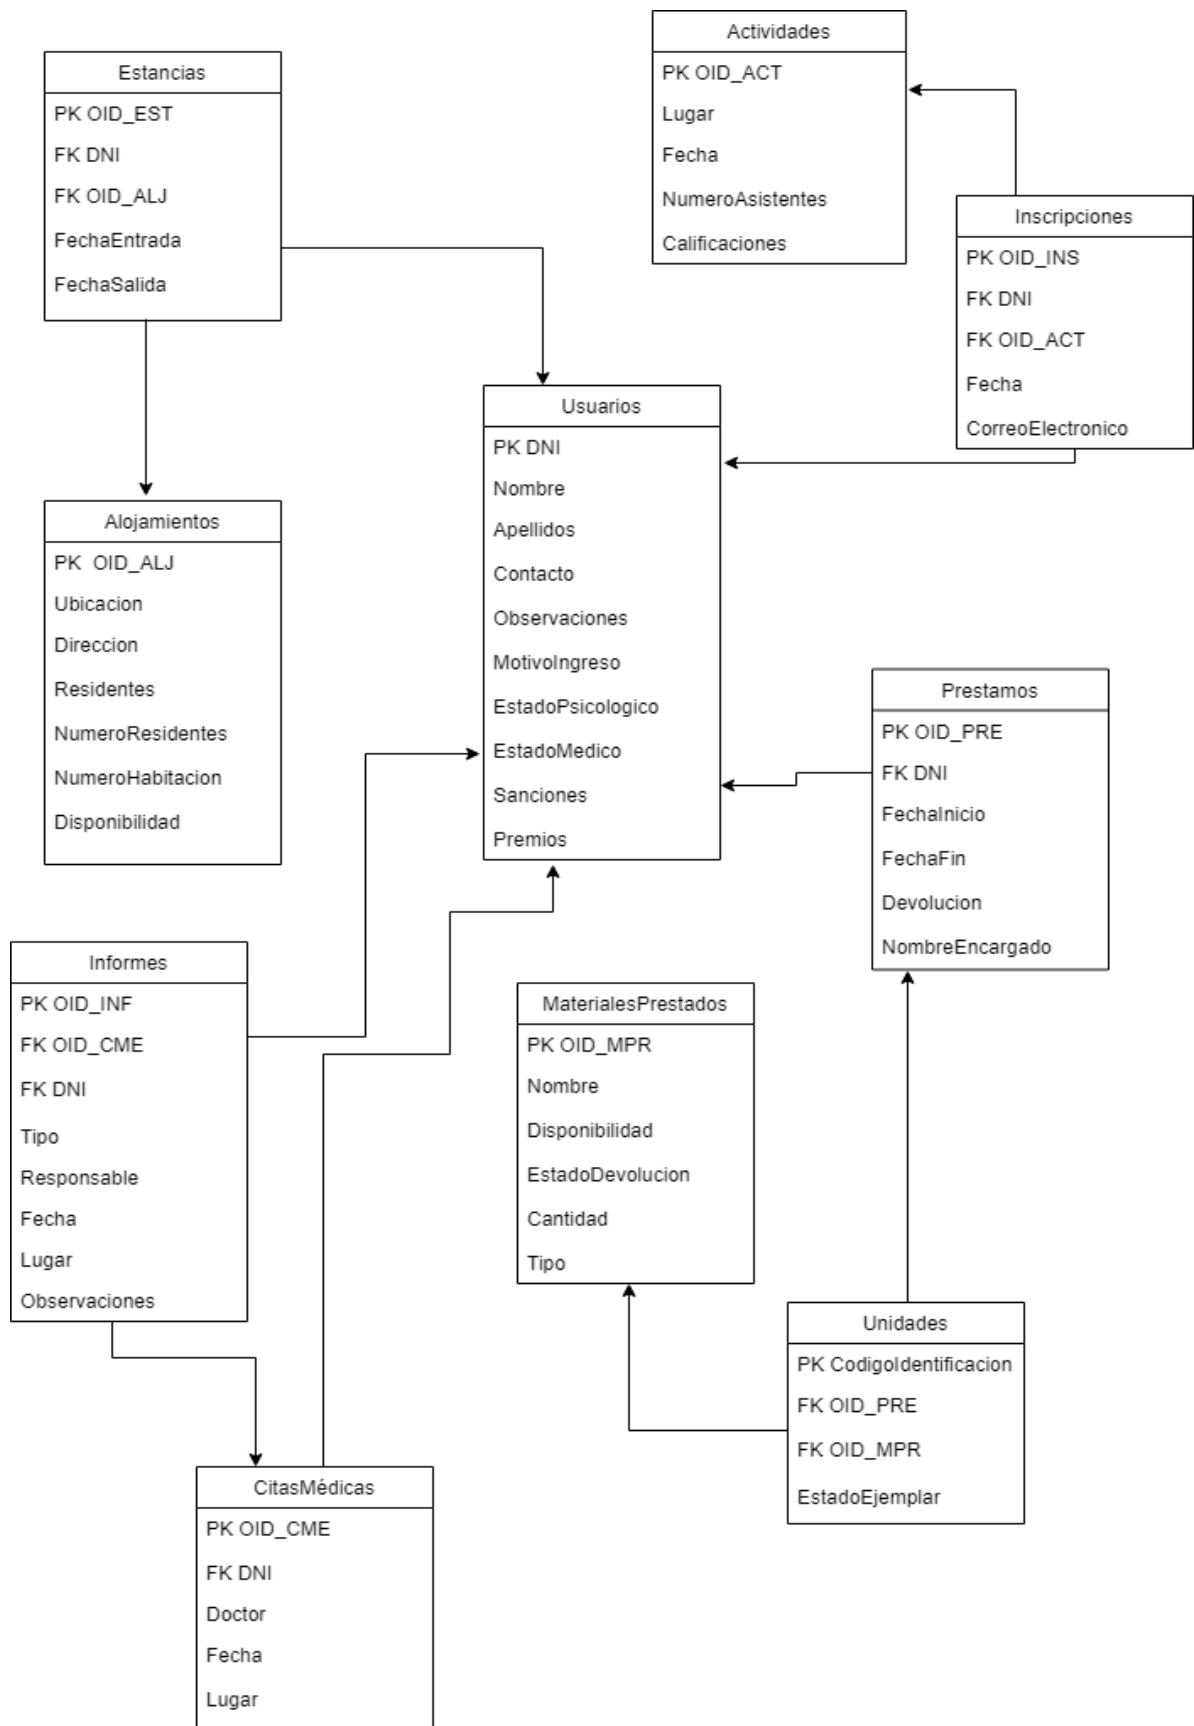 Actividades
PK OID_ACT
Lugar
Fecha
NumeroAsistentes
Calificaciones
Estancias
PK OID_EST
FK DNI
FK OID_ALJ
FechaEntrada
FechaSalida
Inscripciones
PK OID_INS
FK DNI
FK OID_ACT
Fecha
CorreoElectronico
Usuarios
PK DNI
Nombre
Apellidos
Contacto
Observaciones
MotivoIngreso
EstadoPsicologico
EstadoMedico
Sanciones
Premios
Alojamientos
PK OID_ALJ
Ubicacion
Direccion
Residentes
NumeroResidentes
NumeroHabitacion
Disponibilidad
Prestamos
PK OID_PRE
FK DNI
FechaInicio
FechaFin
Devolucion
NombreEncargado
Informes
PK OID_INF
FK OID_CME
FK DNI
Tipo
Responsable
Fecha
Lugar
Observaciones
MaterialesPrestados
PK OID_MPR
Nombre
Disponibilidad
EstadoDevolucion
Cantidad
Tipo
Unidades
PK CodigoIdentificacion
FK OID_PRE
FK OID_MPR
EstadoEjemplar
CitasMédicas
PK OID_CME
FK DNI
Doctor
Fecha
Lugar